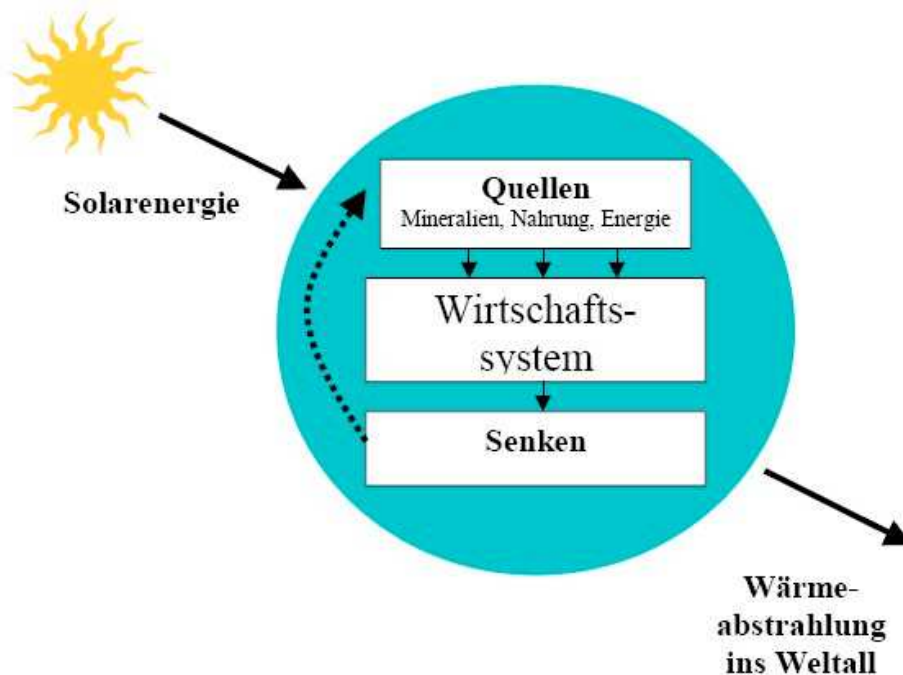 Solarenergie
Quellen
Mineralien, Nahrung, Energie
Wirtschafts-
system
Senken
Wärme-
abstrahlung
ins Weltall